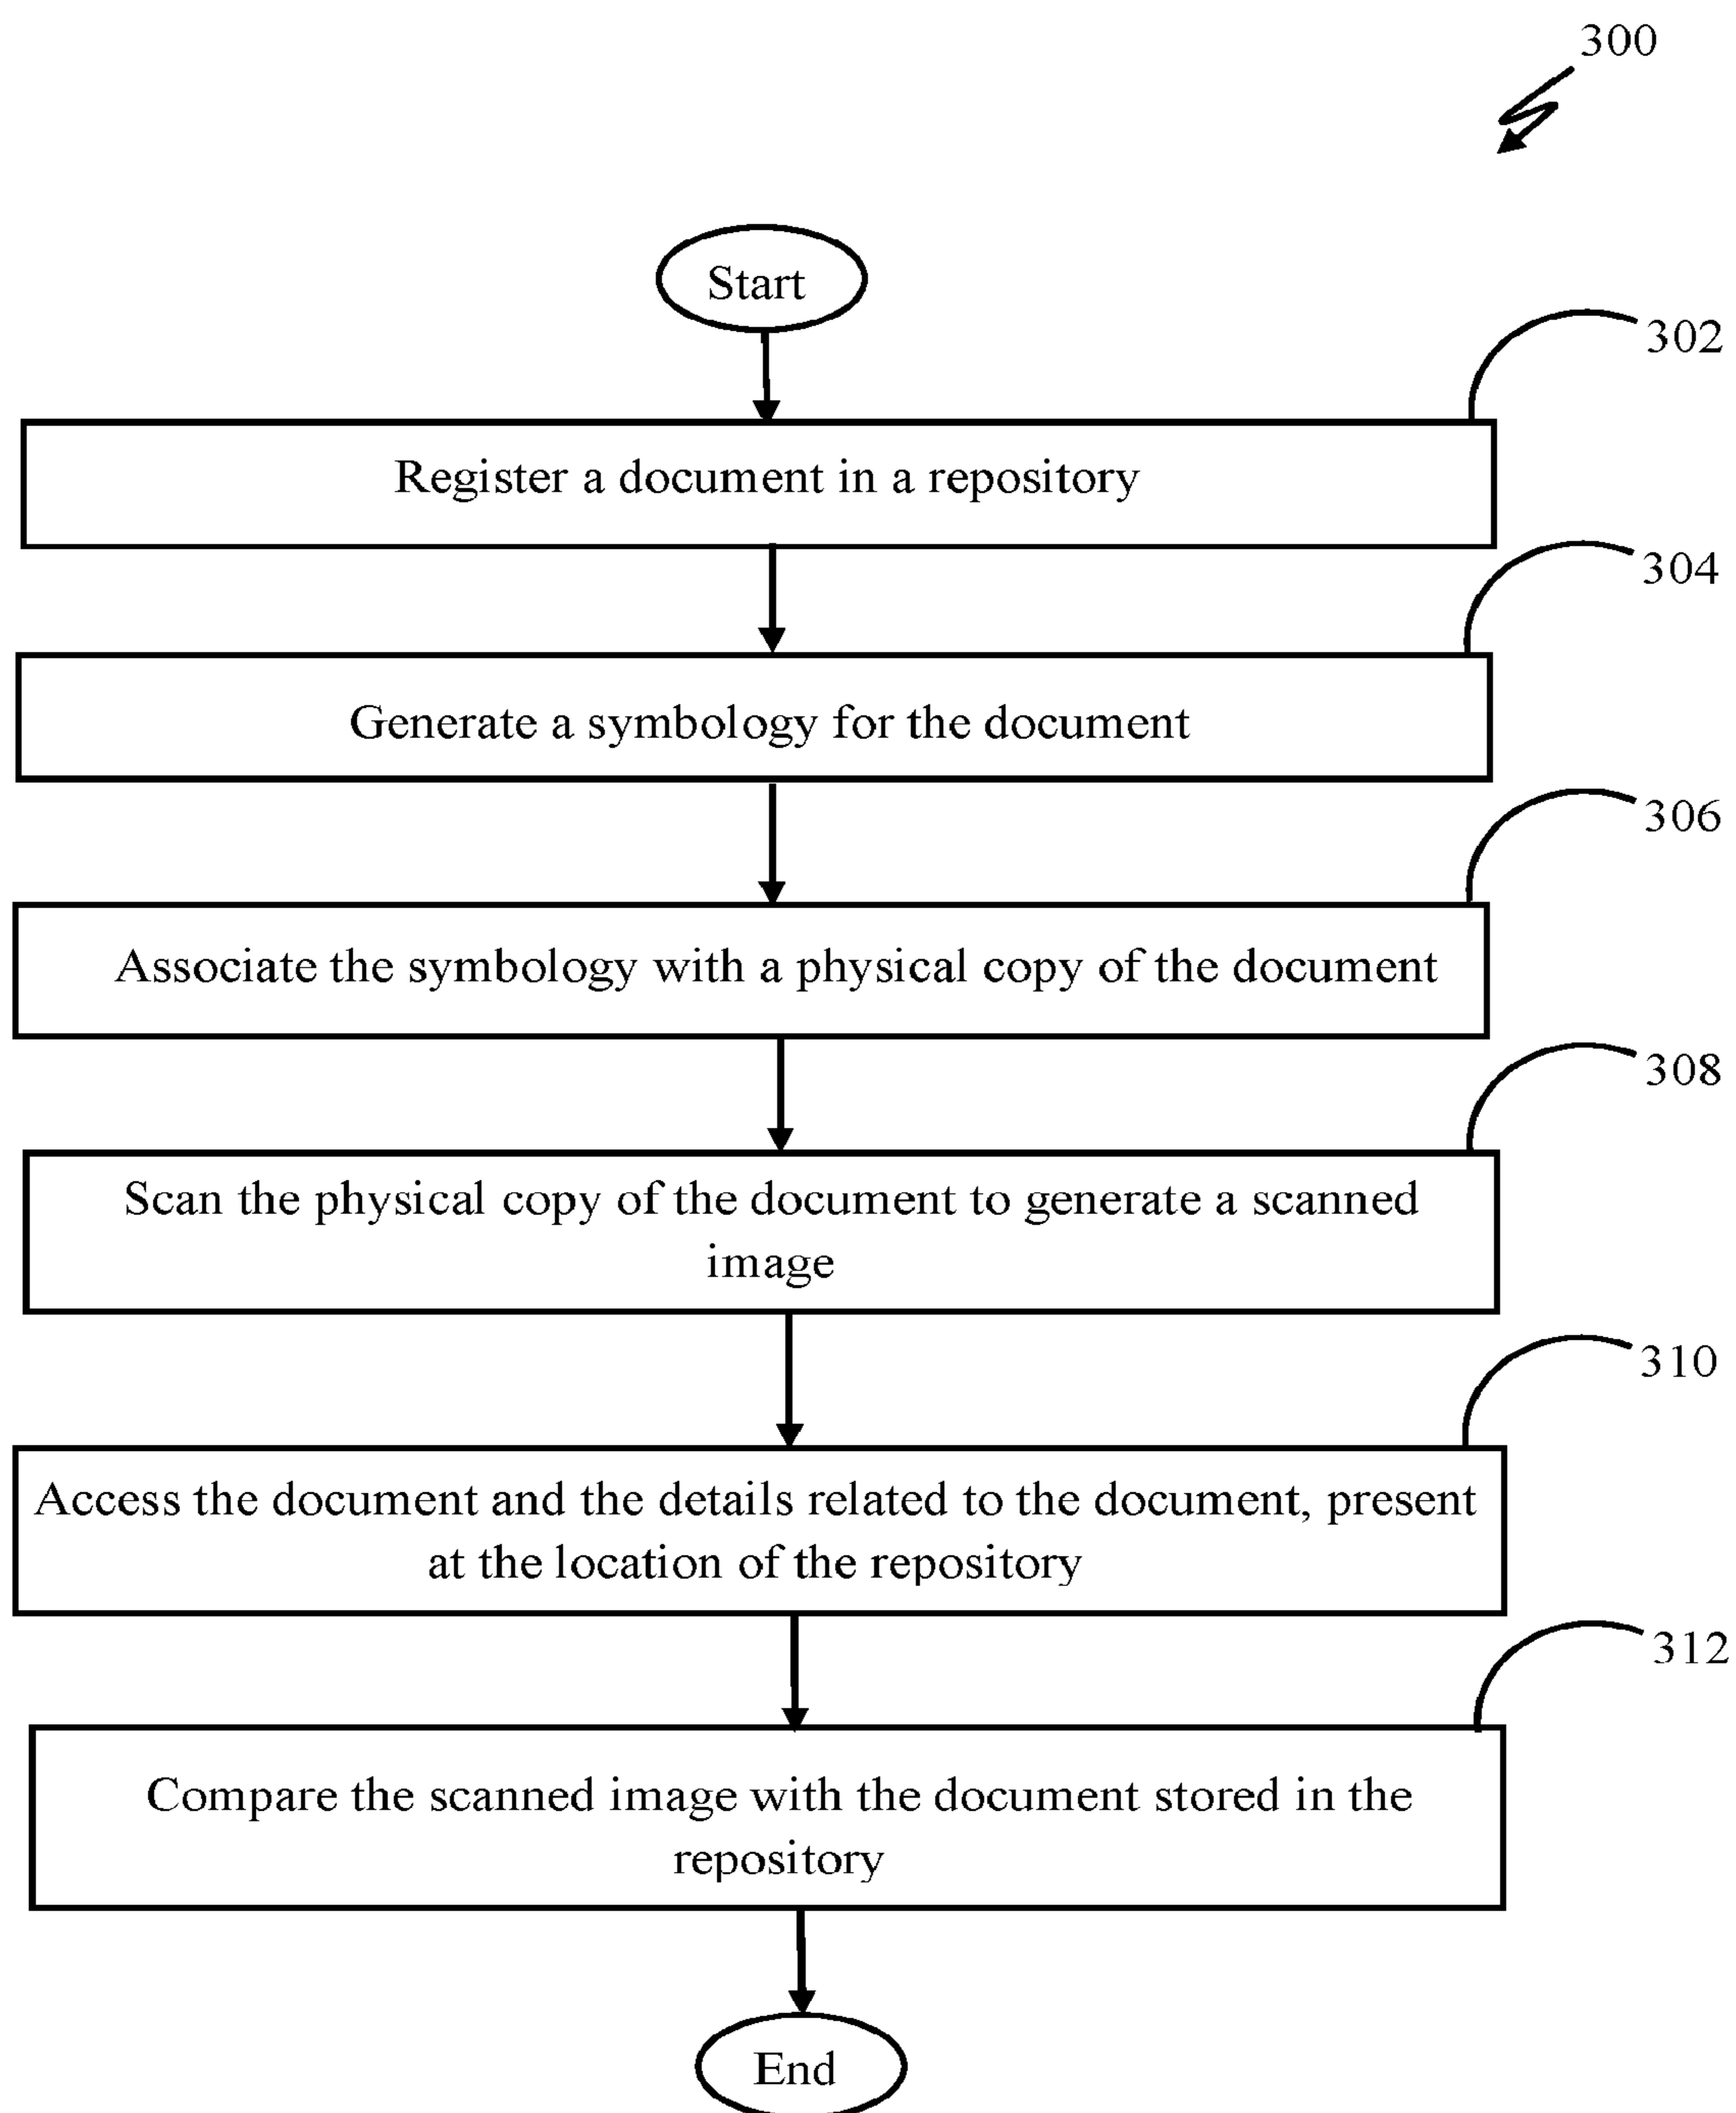 300
Start
302
Register a document in a repository
304
Generate a symbology for the document
306
Associate the symbology with a physical copy of the document
308
Scan the physical copy of the document to generate a scanned
image
310
Access the document and the details related to the document, present
at the location of the repository
312
Compare the scanned image with the document stored in the
repository
End